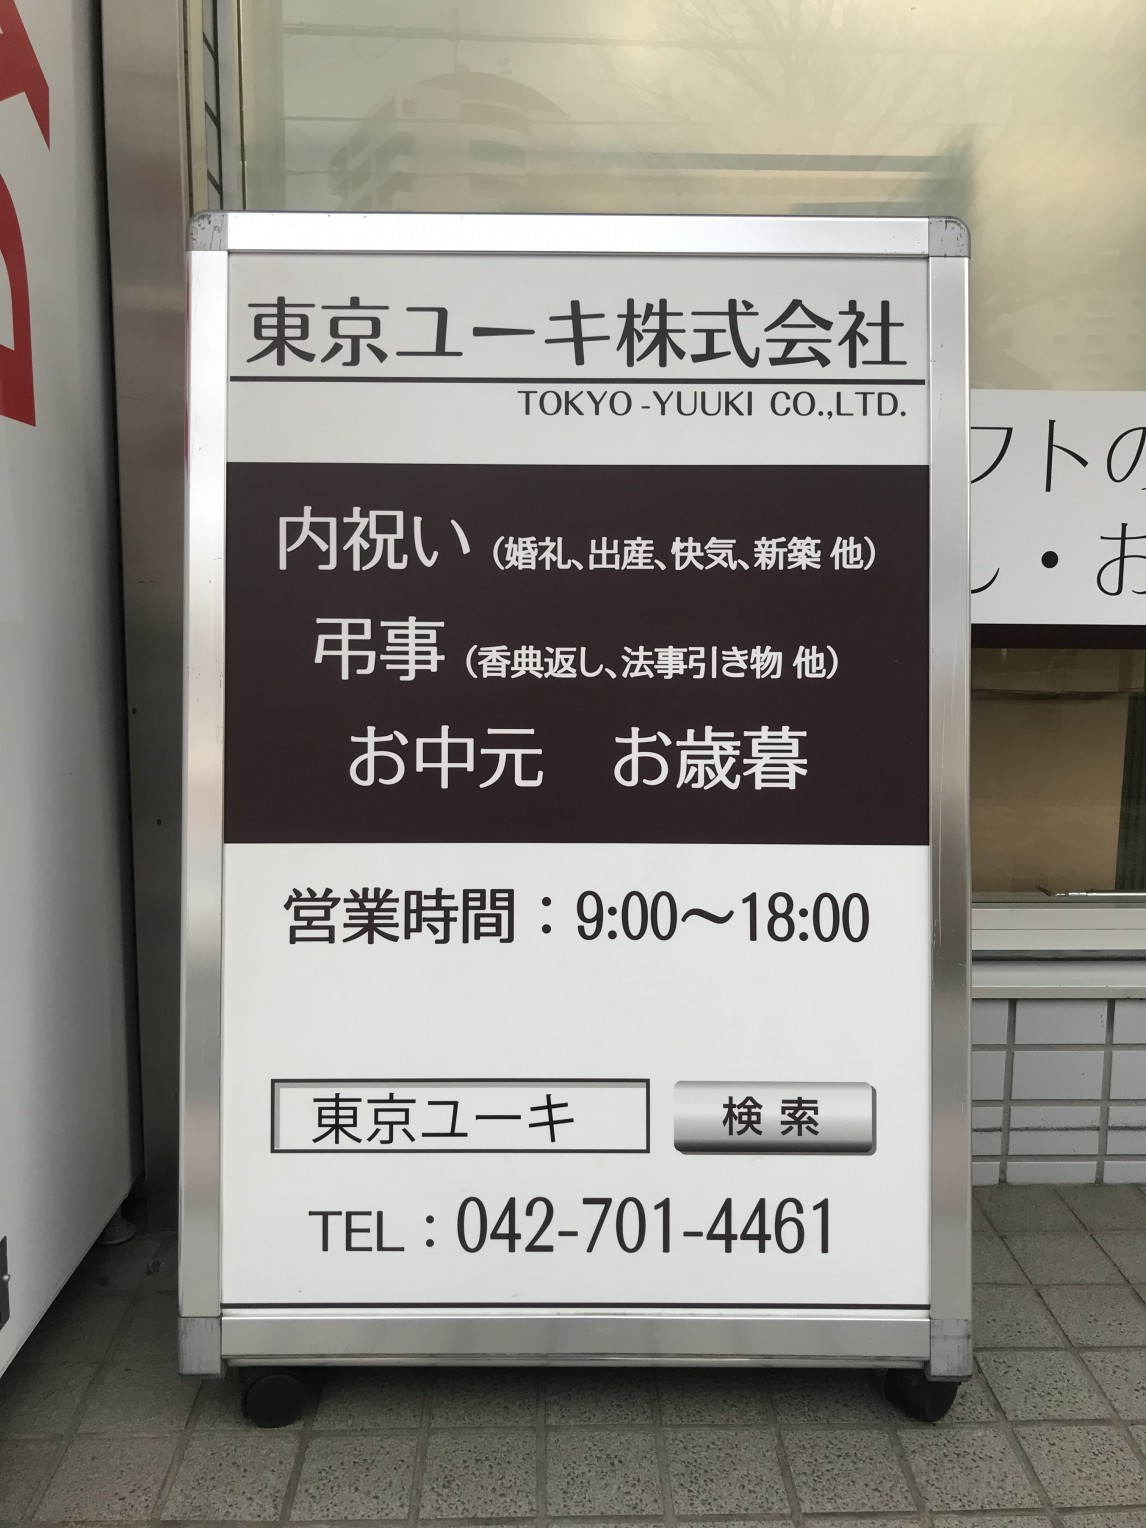 東京ユーキ株式会社
TOKYO-YUUKI CO.,LTD.
内祝い（婚礼、出産、快気、新築 他）
弔事（香典返し、法事引き物 他）
お中元　お歳暮
営業時間：9:00～18:00
東京ユーキ 検索
TEL：042-701-4461
フトの
・お